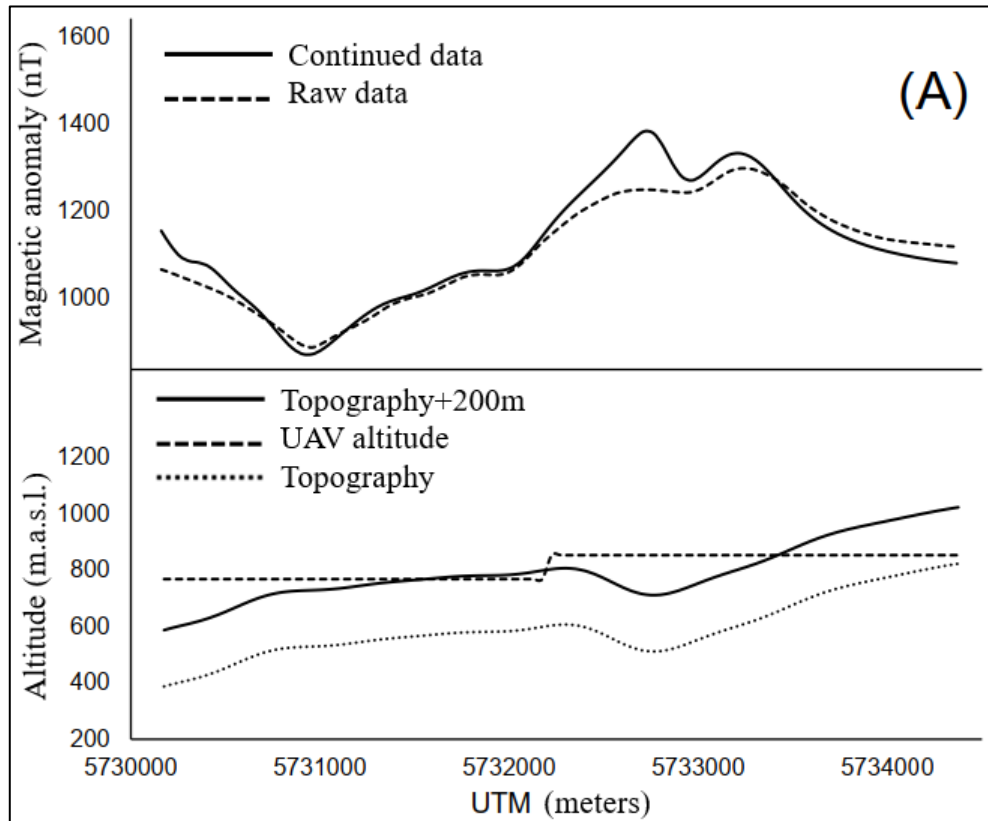 1600
1400
1200
1000
Magnetic anomaly (nT)
Continued data
Raw data
(A)
Topography+200m
UAV altitude
Topography
1200
1000
800
600
400
200
Altitude (m.a.s.l.)
5730000 5731000 5732000 5733000 5734000
UTM (meters)